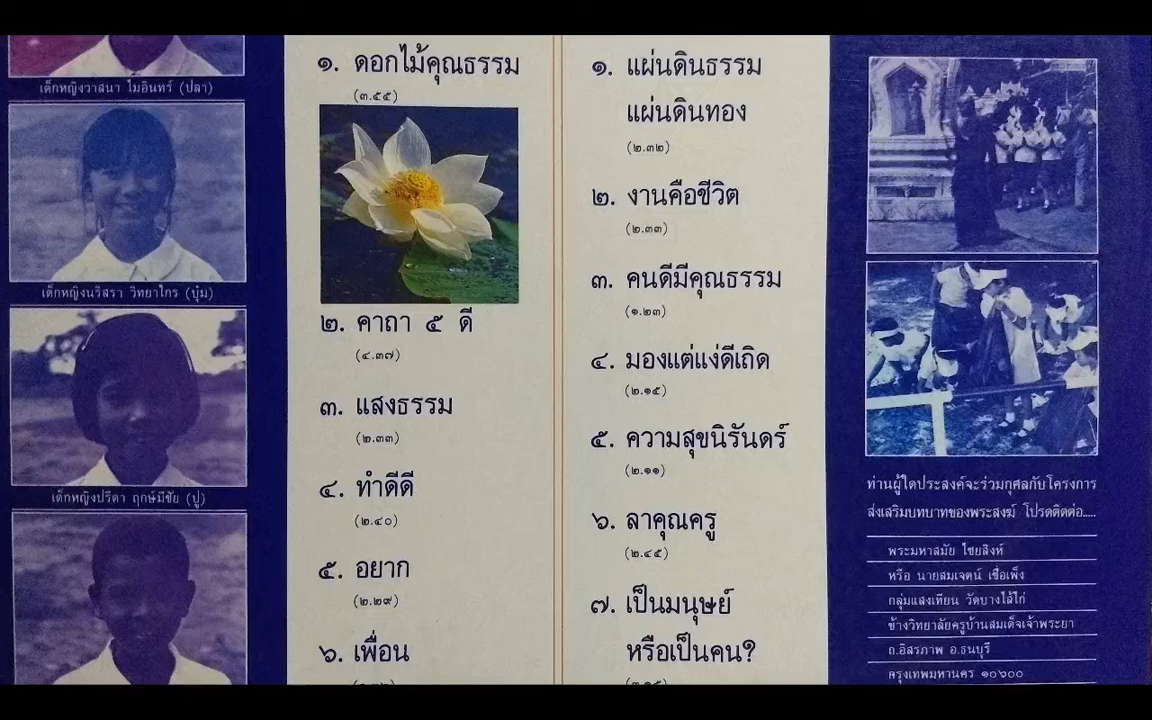 เด็กหญิงวาสนา ไมอินทร์ (ปลา)
เด็กหญิงนริสรา วิทยาไกร (บุ๋ม)
เด็กหญิงปรีดา ฤกษ์มีชัย (ปู)
๑. ดอกไม้คุณธรรม
(๓.๕๕)
๒. คาถา ๕ ดี
(๔.๓๗)
๓. แสงธรรม
(๒.๓๓)
๔. ทำดีดี
(๒.๔๐)
๕. อยาก
(๒.๒๙)
๖. เพื่อน
๑. แผ่นดินธรรม
แผ่นดินทอง
(๒.๓๒)
๒. งานคือชีวิต
(๒.๓๓)
๓. คนดีมีคุณธรรม
(๑.๒๓)
๔. มองแต่แง่ดีเถิด
(๒.๑๕)
๕. ความสุขนิรันดร์
(๒.๑๑)
๖. ลาคุณครู
(๒.๔๕)
๗. เป็นมนุษย์
หรือเป็นคน?
ท่านผู้ใดประสงค์จะร่วมกุศลกับโครงการ
ส่งเสริมบทบาทของพระสงฆ์ โปรดติดต่อ.....
พระมหาสมัย ไชยสิงห์
หรือ นายสมเจตน์ เชื่อเพ็ง
กลุ่มแสงเทียน วัดบางไส้ไก่
ข้างวิทยาลัยครูบ้านสมเด็จเจ้าพระยา
ถ.อิสรภาพ อ.ธนบุรี
กรุงเทพมหานคร ๑๐๖๐๐